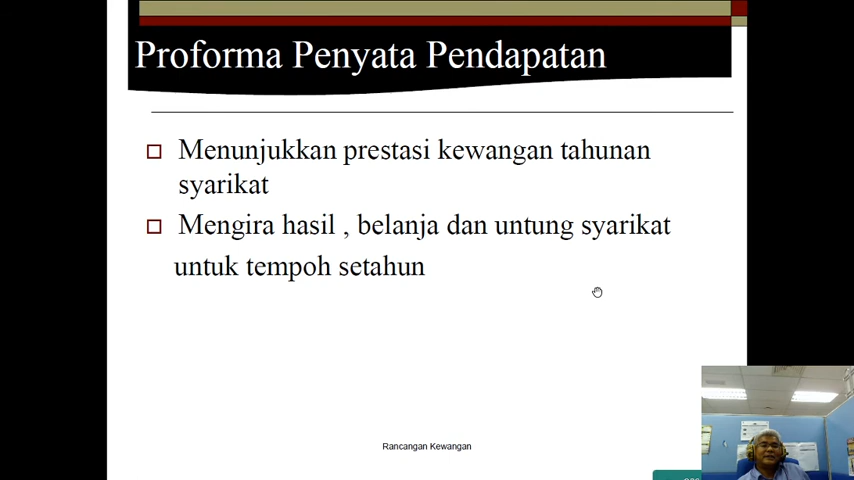 Proforma Penyata Pendapatan
Menunjukkan prestasi kewangan tahunan
syarikat
Mengira hasil , belanja dan untung syarikat
untuk tempoh setahun
Rancangan Kewangan